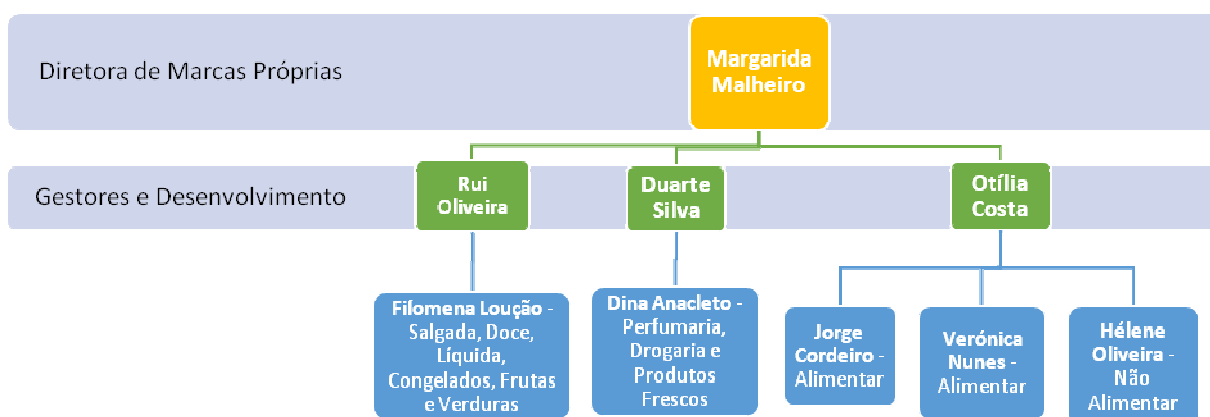 Diretora de Marcas Próprias
Margarida
Malheiro
Gestores e Desenvolvimento
Rui
Oliveira
Duarte
Silva
Otília
Costa
Filomena Loução -
Salgada, Doce,
Líquida,
Congelados, Frutas
e Verduras
Dina Anacleto -
Perfumaria,
Drogaria e
Produtos
Frescos
Jorge
Cordeiro -
Alimentar
Verónica
Nunes -
Alimentar
Hélene
Oliveira -
Não
Alimentar